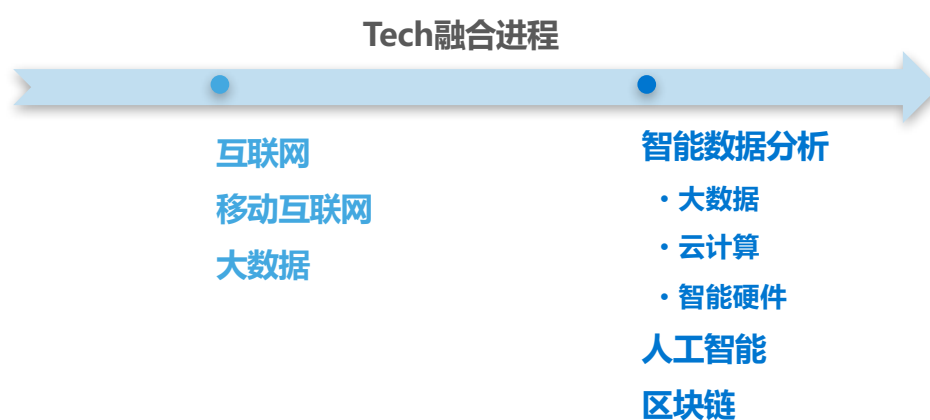 Tech融合进程
互联网
移动互联网
大数据
智能数据分析
·大数据
·云计算
·智能硬件
人工智能
区块链